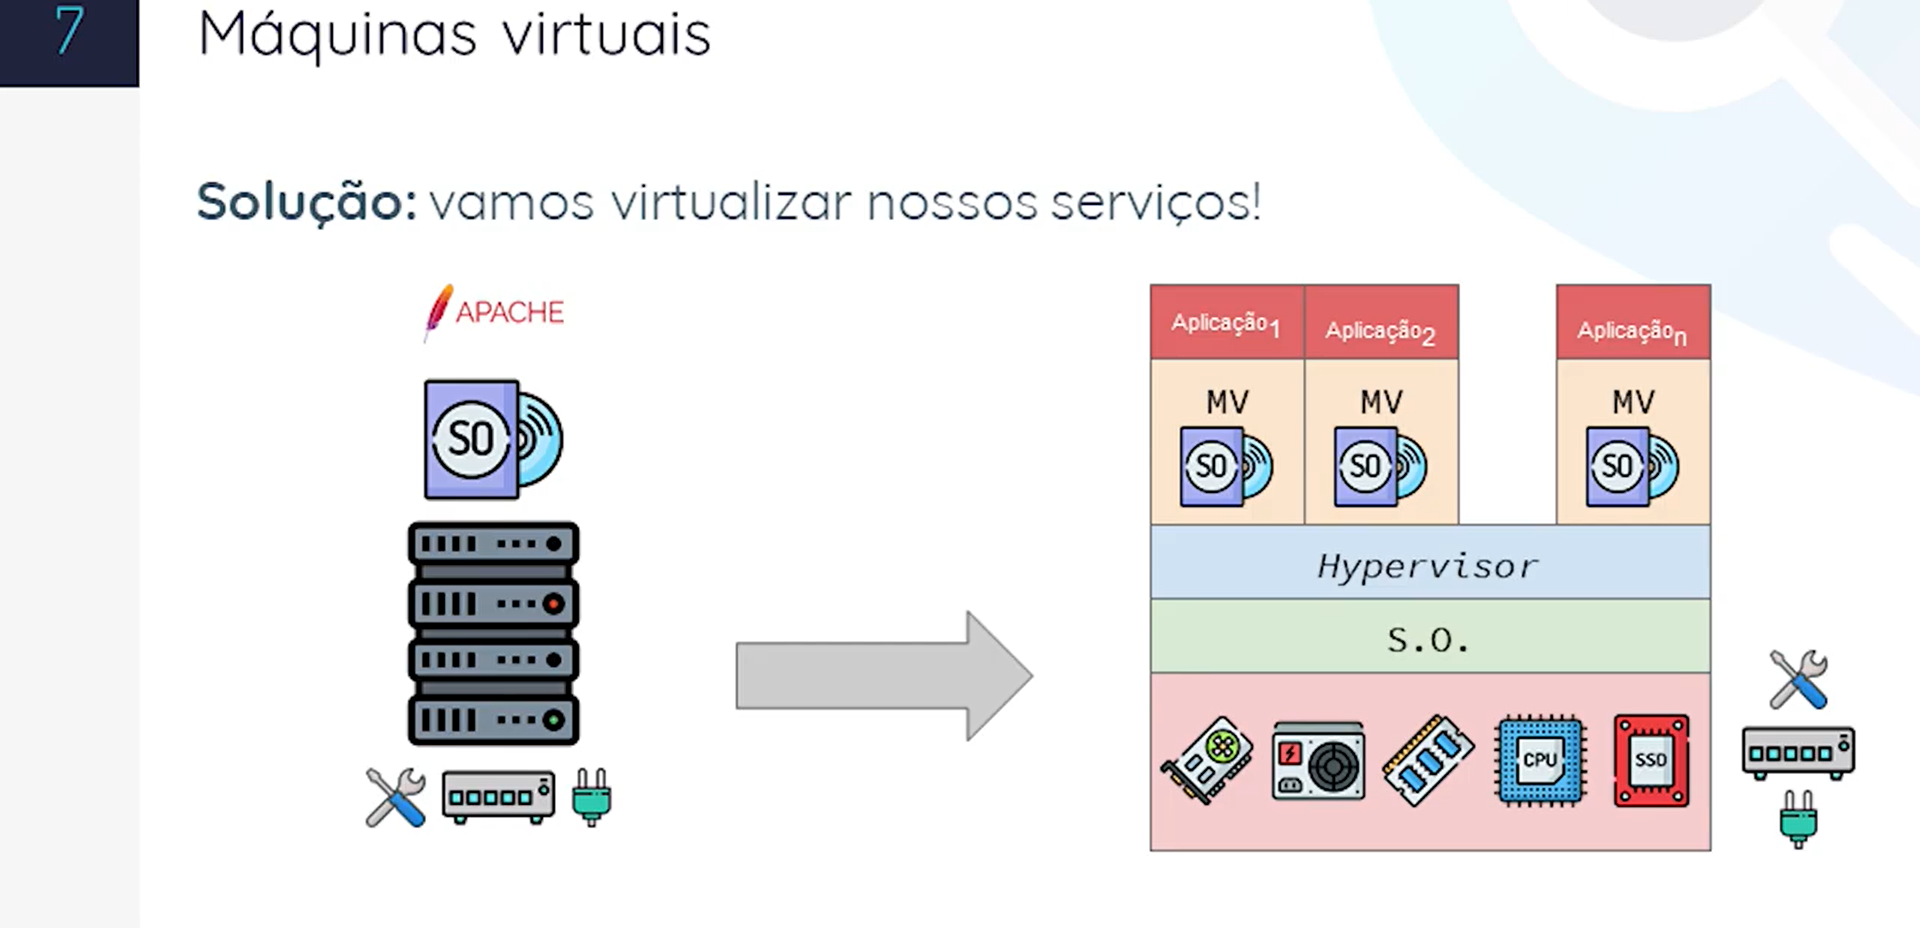 7
Máquinas virtuais
Solução: vamos virtualizar nossos serviços!
APACHE
SO
Aplicação1 Aplicação2 Aplicaçãon
MV MV MV
SO SO SO
Hypervisor
S.O.
CPU SSD